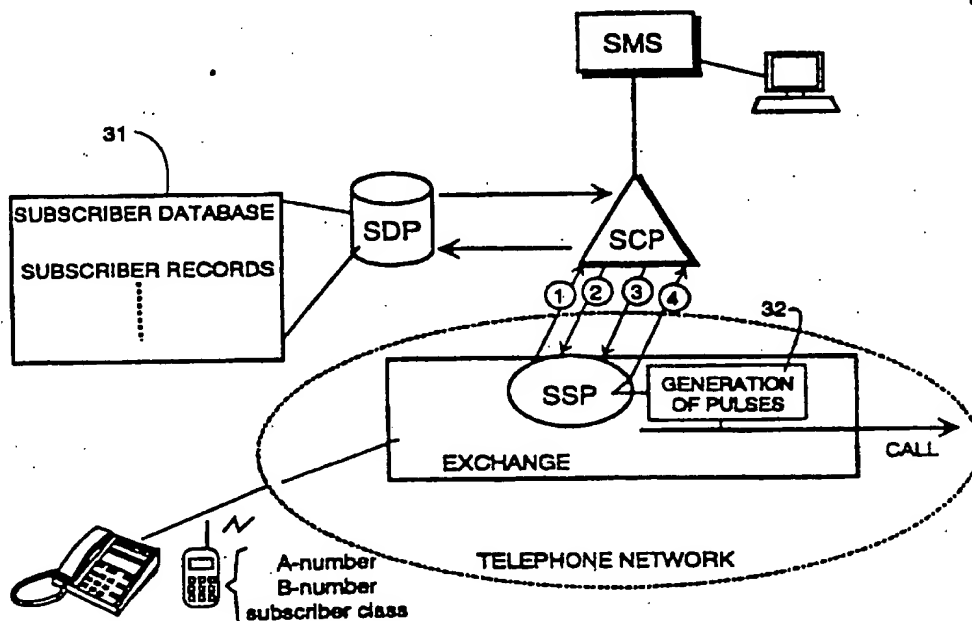 SMS
31
SUBSCRIBER DATABASE
SUBSCRIBER RECORDS
SDP
SCP
1 2 3 4
32
SSP
GENERATION
OF PULSES
CALL
EXCHANGE
TELEPHONE NETWORK
A-number
B-number
subscriber class